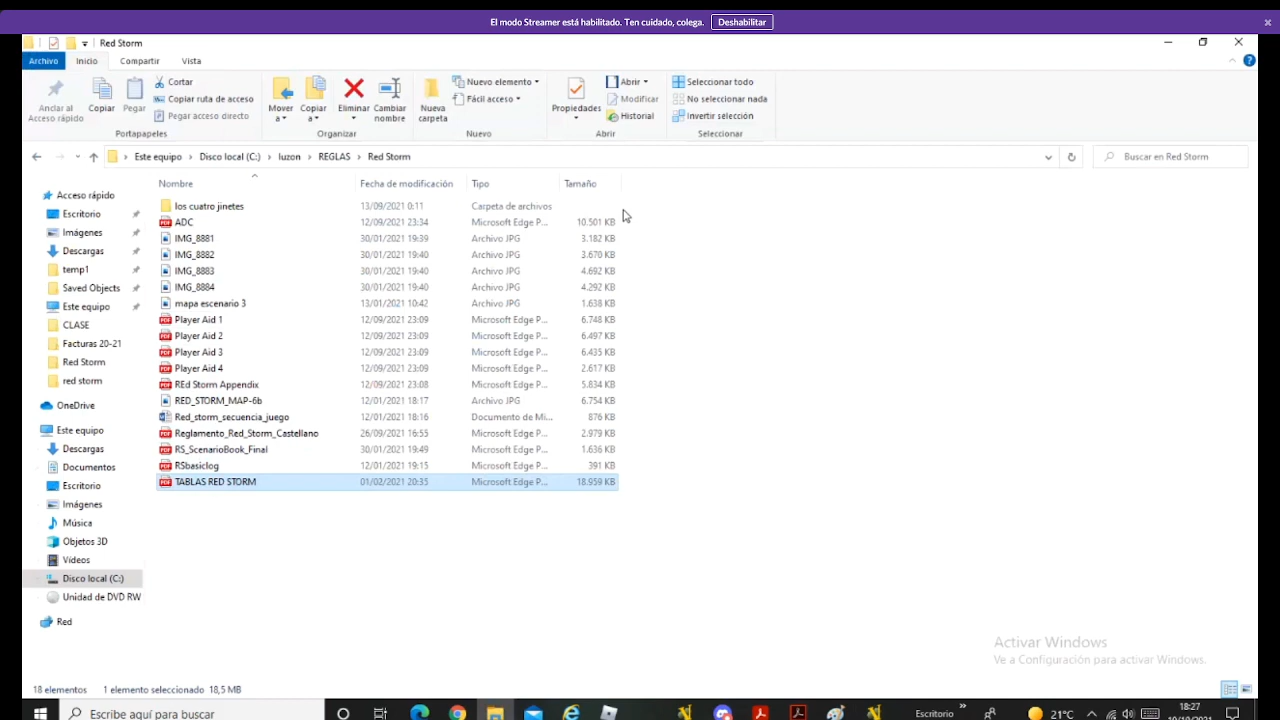 El modo Streamer está habilitado. Ten cuidado, colega. Deshabilitar
Red Storm
Archivo Inicio Compartir Vista
Anclar al Acceso rápido
Copiar
Pegar
Cortar
Copiar ruta de acceso
Pegar acceso directo
Portapapeles
Mover a
Copiar a
Eliminar
Cambiar nombre
Organizar
Nueva carpeta
Nuevo elemento
Fácil acceso
Nuevo
Propiedades
Abrir
Modificar
Historial
Abrir
Seleccionar todo
No seleccionar nada
Invertir selección
Seleccionar
Este equipo > Disco local (C:) > luzon > REGLAS > Red Storm
Buscar en Red Storm
Acceso rápido
Escritorio
Imágenes
Descargas
temp1
Saved Objects
Este equipo
CLASE
Facturas 20-21
Red Storm
red storm
OneDrive
Este equipo
Descargas
Documentos
Escritorio
Imágenes
Música
Objetos 3D
Vídeos
Disco local (C:)
Unidad de DVD RW
Red
Nombre Fecha de modificación Tipo Tamaño
los cuatro jinetes 13/09/2021 0:11 Carpeta de archivos
ADC 12/09/2021 23:34 Microsoft Edge P... 10.501 KB
IMG_8881 30/01/2021 19:39 Archivo JPG 3.182 KB
IMG_8882 30/01/2021 19:40 Archivo JPG 3.670 KB
IMG_8883 30/01/2021 19:40 Archivo JPG 4.692 KB
IMG_8884 30/01/2021 19:40 Archivo JPG 4.292 KB
mapa escenario 3 13/01/2021 10:42 Archivo JPG 1.638 KB
Player Aid 1 12/09/2021 23:09 Microsoft Edge P... 6.748 KB
Player Aid 2 12/09/2021 23:09 Microsoft Edge P... 6.497 KB
Player Aid 3 12/09/2021 23:09 Microsoft Edge P... 6.435 KB
Player Aid 4 12/09/2021 23:09 Microsoft Edge P... 2.617 KB
REd Storm Appendix 12/09/2021 23:08 Microsoft Edge P... 5.834 KB
RED_STORM_MAP-6b 12/01/2021 18:17 Archivo JPG 6.754 KB
Red_storm_secuencia_juego 12/01/2021 18:16 Documento de Mi... 876 KB
Reglamento_Red_Storm_Castellano 26/09/2021 16:55 Microsoft Edge P... 2.979 KB
RS_ScenarioBook_Final 30/01/2021 19:49 Microsoft Edge P... 1.636 KB
RSbasiclog 12/01/2021 19:15 Microsoft Edge P... 391 KB
TABLAS RED STORM 01/02/2021 20:35 Microsoft Edge P... 18.959 KB
Activar Windows
Ve a Configuración para activar Windows.
18 elementos 1 elemento seleccionado 18,5 MB
Escribe aquí para buscar
Escritorio
21°C
18:27